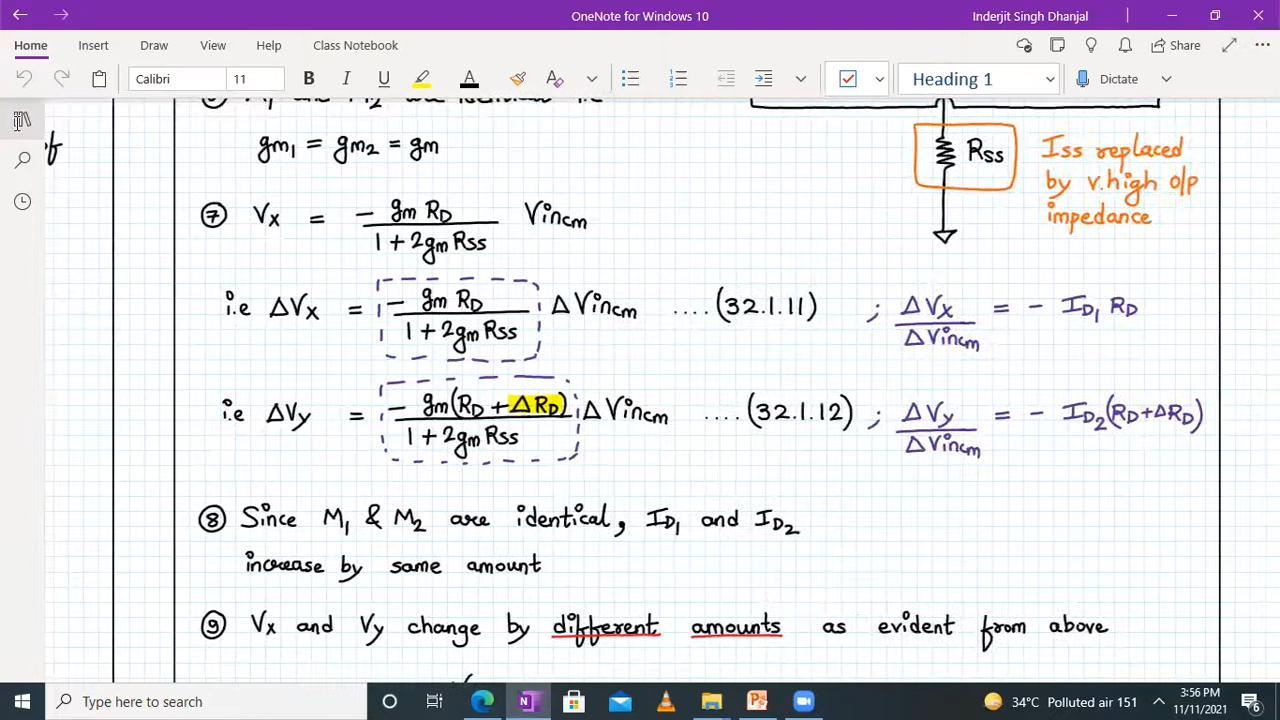 OneNote for Windows 10
Inderjit Singh Dhanjal
Home Insert Draw View Help Class Notebook Share
Calibri 11 B I U A Heading 1 Dictate
M2 are identical i.e
of
gm1 = gm2 = gm
Rss
Iss replaced
by v.high o/p
impedance
⑦ Vx = - gm RD / 1 + 2gm Rss Vincm
i.e ΔVx = - gm RD / 1 + 2gm Rss ΔVincm ....(32.1.11) ; ΔVx / ΔVincm = - ID1 RD
i.e ΔVy = - gm(RD + ΔRD) / 1 + 2gm Rss ΔVincm ....(32.1.12) ; ΔVy / ΔVincm = - ID2(RD+ΔRD)
⑧ Since M1 & M2 are identical, ID1 and ID2
increase by same amount
⑨ Vx and Vy change by different amounts as evident from above
Type here to search
34°C Polluted air 151
3:56 PM
11/11/2021
6